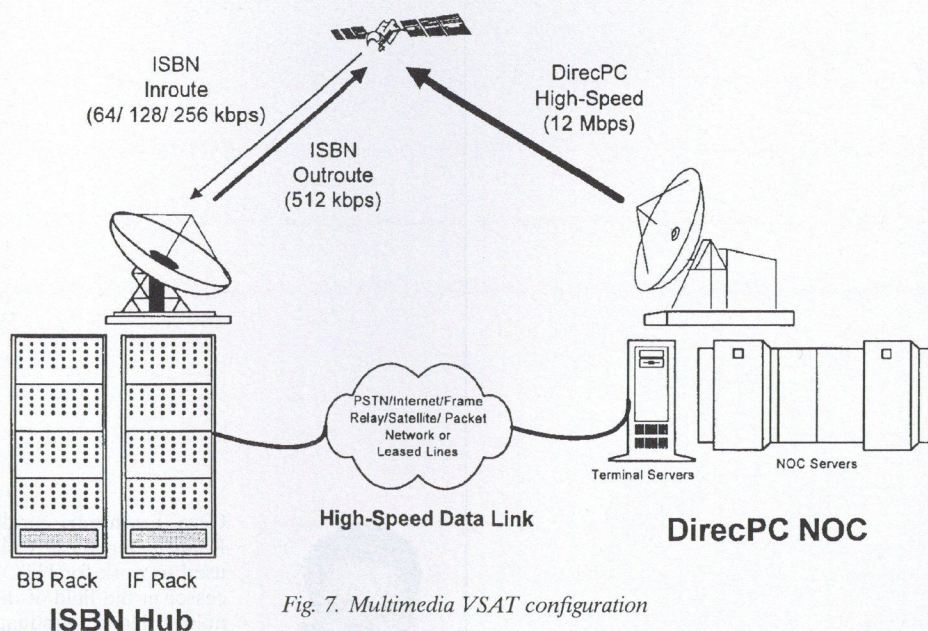 ISBN
Inroute
(64/ 128/ 256 kbps)
ISBN
Outroute
(512 kbps)
DirecPC
High-Speed
(12 Mbps)
PSTN/Internet/Frame
Relay/Satellite/ Packet
Network or
Leased Lines
High-Speed Data Link
Terminal Servers
NOC Servers
DirecPC NOC
BB Rack
IF Rack
ISBN Hub
Fig. 7. Multimedia VSAT configuration